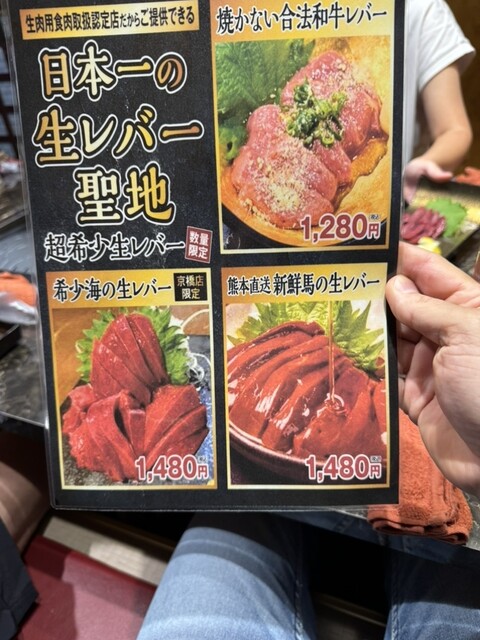 生肉用食肉取扱認定店だからご提供できる
日本一の
生レバー
聖地
超希少生レバー
数量
限定
焼かない合法和牛レバー
1,280円
希少海の生レバー
京橋店
限定
1,480円
熊本直送 新鮮馬の生レバー
1,480円